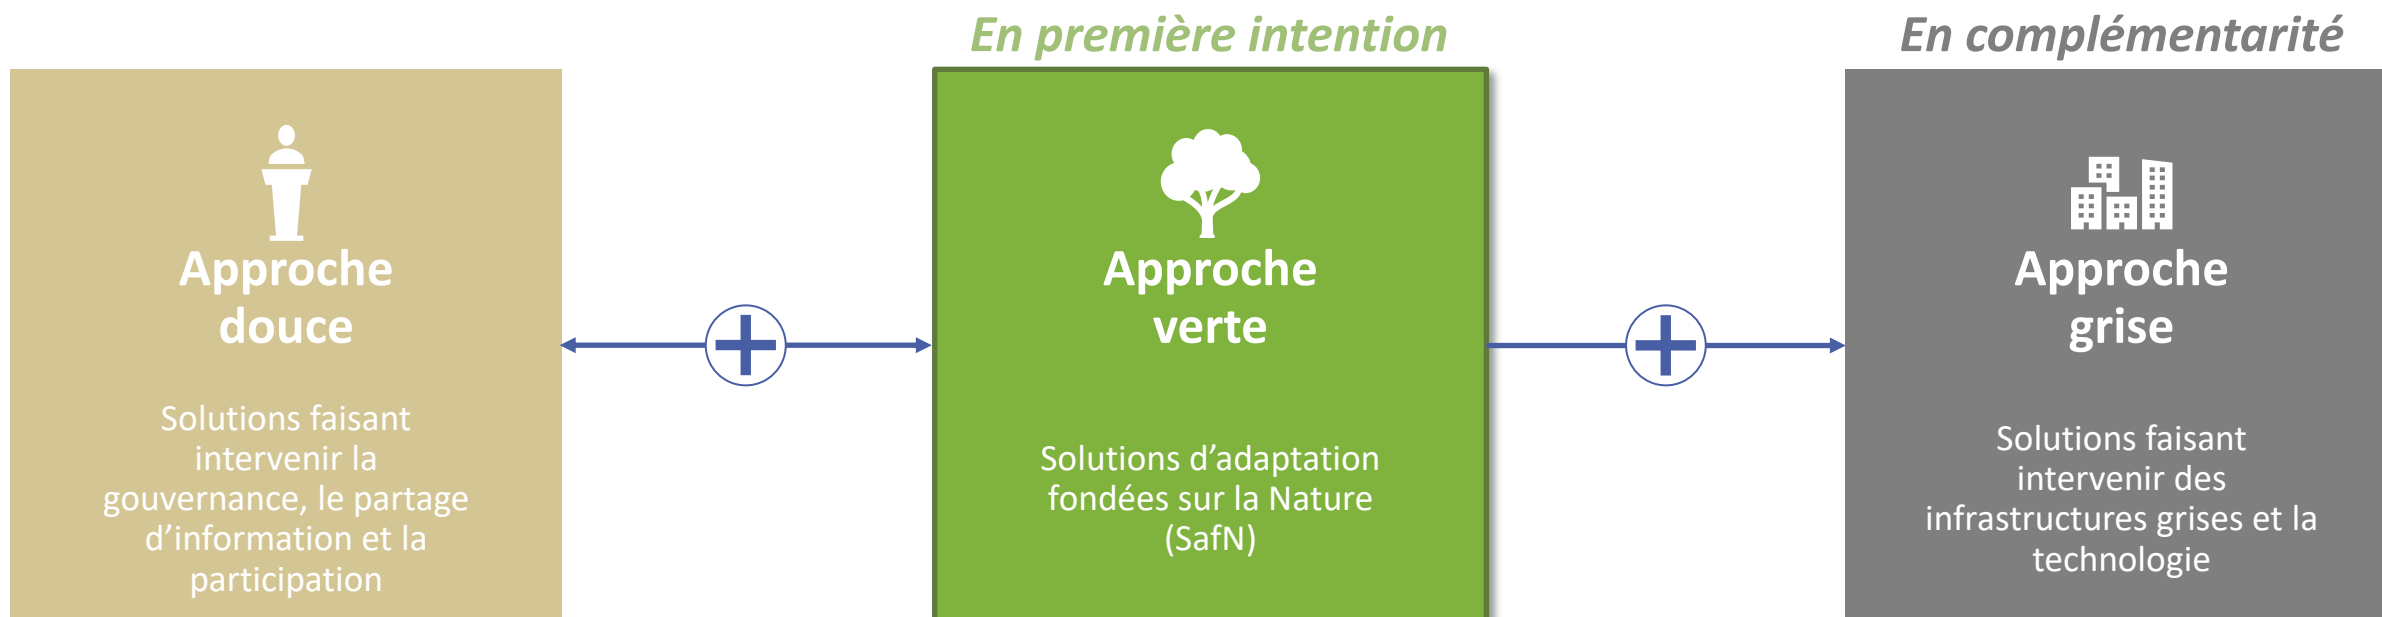 En première intention
En complémentarité
Approche
douce
Solutions faisant
intervenir la
gouvernance, le partage
d’information et la
participation
Approche
verte
Solutions d’adaptation
fondées sur la Nature
(SafN)
Approche
grise
Solutions faisant
intervenir des
infrastructures grises et la
technologie